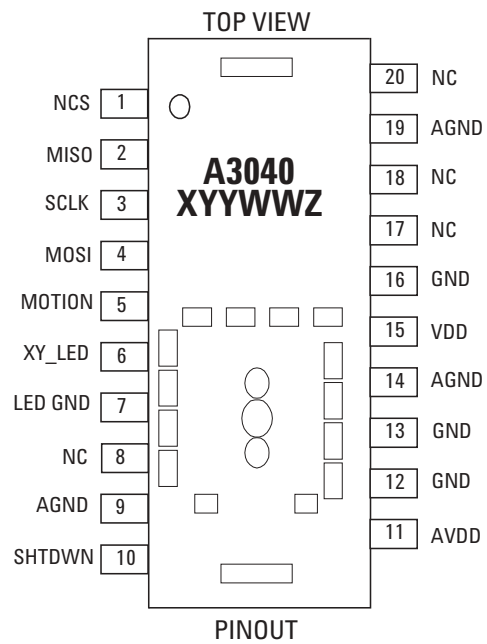 TOP VIEW
NCS 1
MISO 2
SCLK 3
MOSI 4
MOTION 5
XY_LED 6
LED GND 7
NC 8
AGND 9
SHTDWN 10
A3040
XYYWWZ
20 NC
19 AGND
18 NC
17 NC
16 GND
15 VDD
14 AGND
13 GND
12 GND
11 AVDD
PINOUT